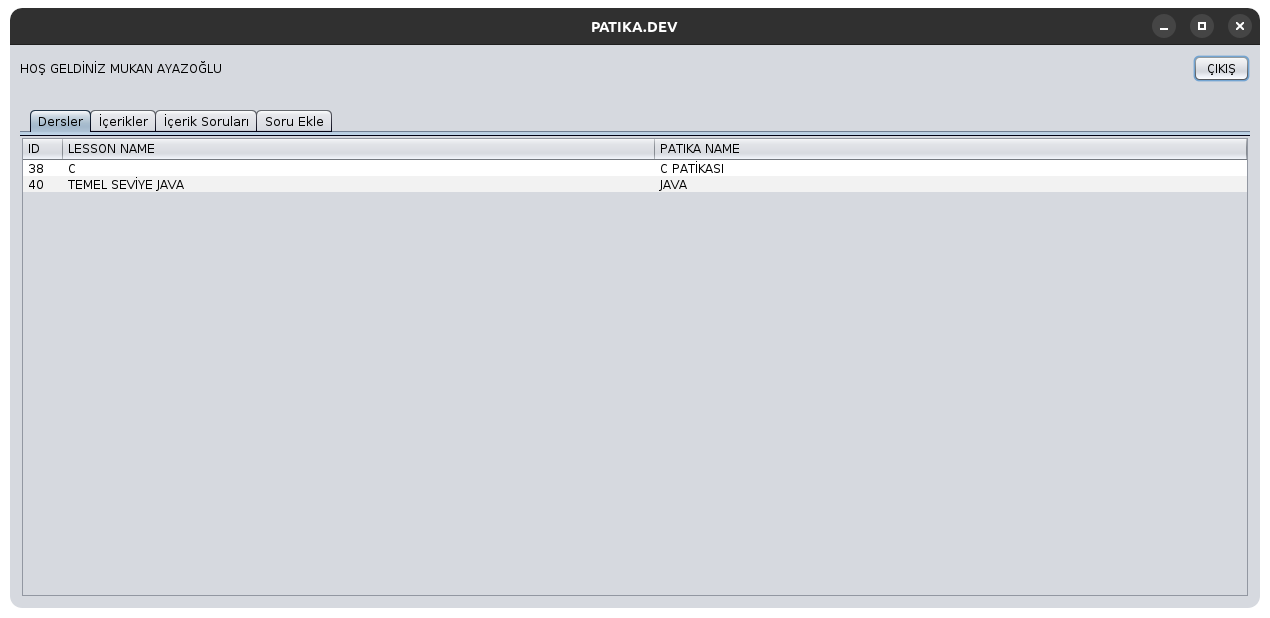 PATIKA.DEV
HOŞ GELDİNİZ MUKAN AYAZOĞLU
ÇIKIŞ
Dersler İçerikler İçerik Soruları Soru Ekle
ID LESSON NAME PATIKA NAME
38 C C PATİKASI
40 TEMEL SEVİYE JAVA JAVA